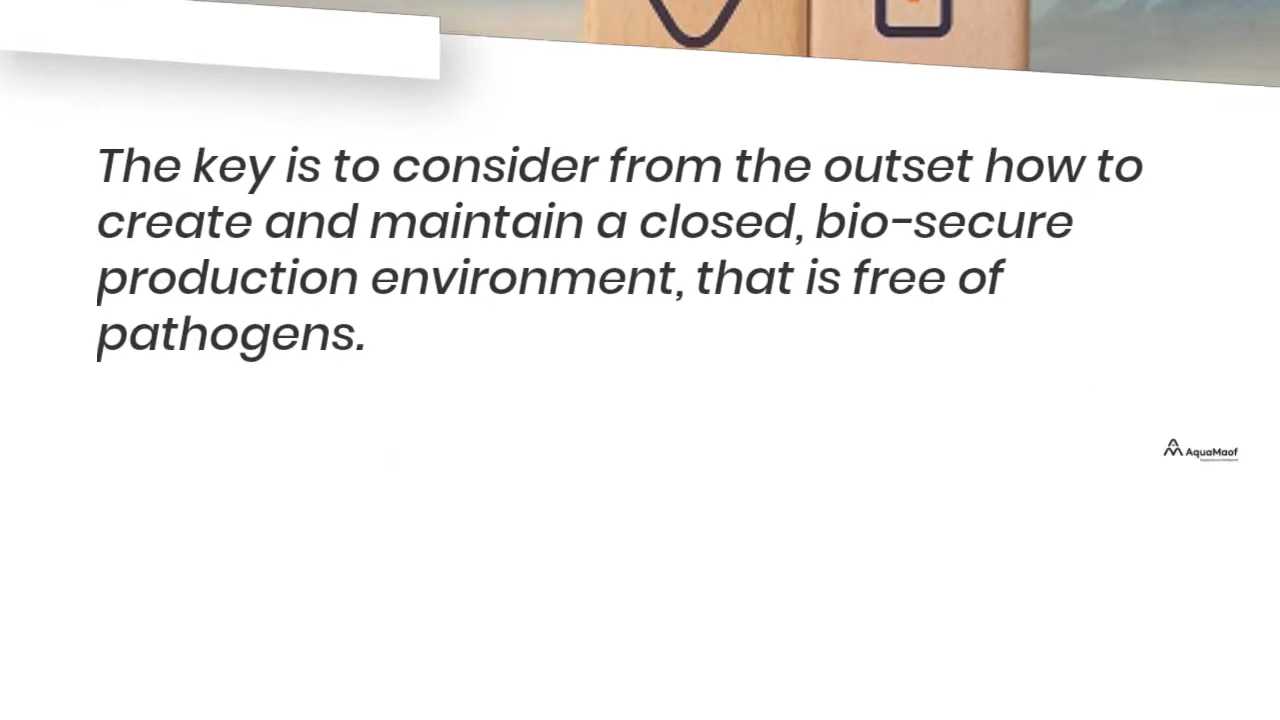 The key is to consider from the outset how to
create and maintain a closed, bio-secure
production environment, that is free of
pathogens.
AquaMaof